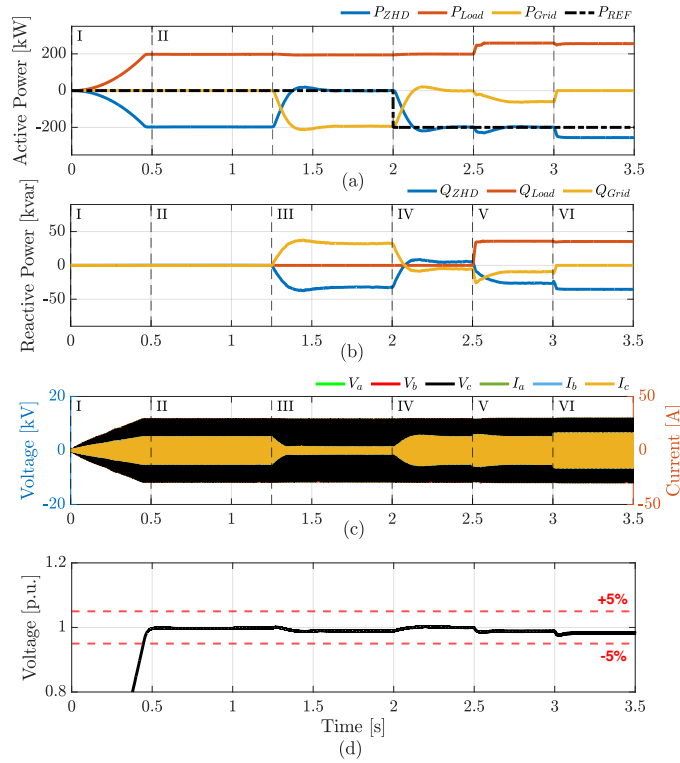 P_ZHD P_Load P_Grid P_REF
I II
Active Power [kW]
200
0
-200
0 0.5 1 1.5 2 2.5 3 3.5
(a)
Q_ZHD Q_Load Q_Grid
I II III IV V VI
Reactive Power [kvar]
50
0
-50
0 0.5 1 1.5 2 2.5 3 3.5
(b)
V_a V_b V_c I_a I_b I_c
I II III IV V VI
Voltage [kV]
20
0
-20
Current [A]
50
0
-50
0 0.5 1 1.5 2 2.5 3 3.5
(c)
Voltage [p.u.]
1.2
1
0.8
+5%
-5%
0 0.5 1 1.5 2 2.5 3 3.5
Time [s]
(d)